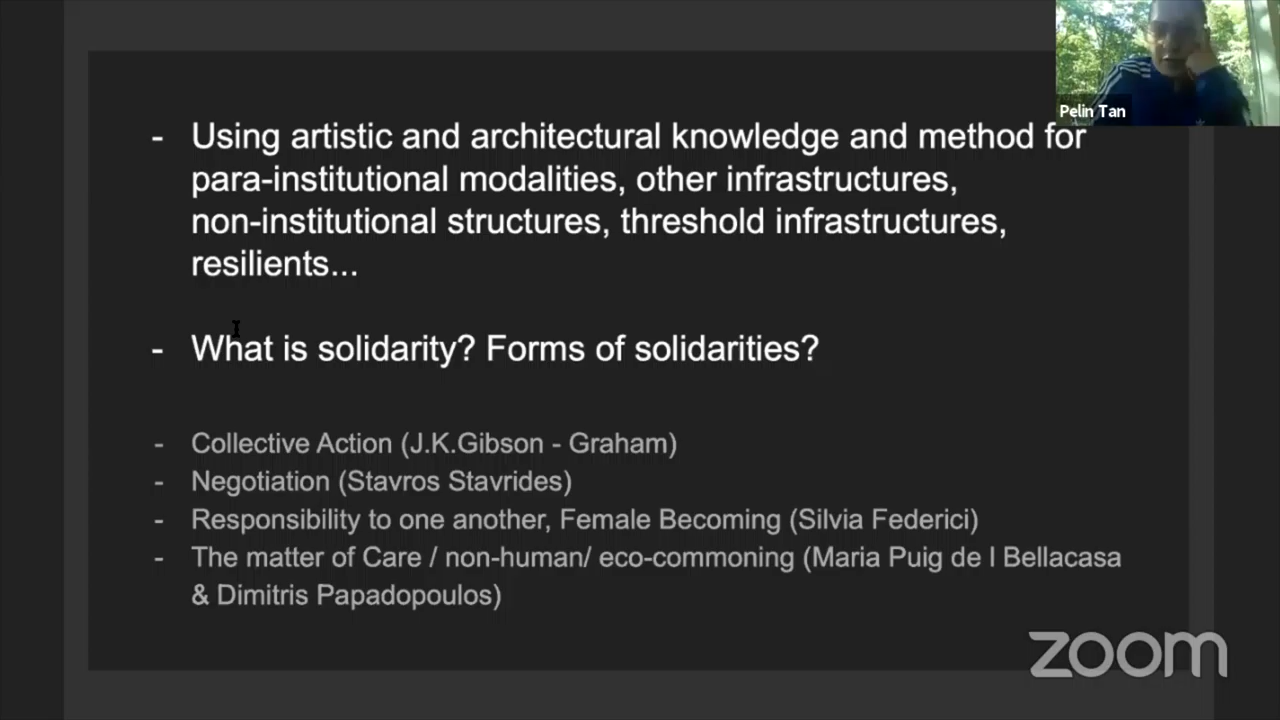 Pelin Tan
- Using artistic and architectural knowledge and method for
para-institutional modalities, other infrastructures,
non-institutional structures, threshold infrastructures,
resilients...
- What is solidarity? Forms of solidarities?
- Collective Action (J.K.Gibson - Graham)
- Negotiation (Stavros Stavrides)
- Responsibility to one another, Female Becoming (Silvia Federici)
- The matter of Care / non-human/ eco-commoning (Maria Puig de l Bellacasa
& Dimitris Papadopoulos)
zoom